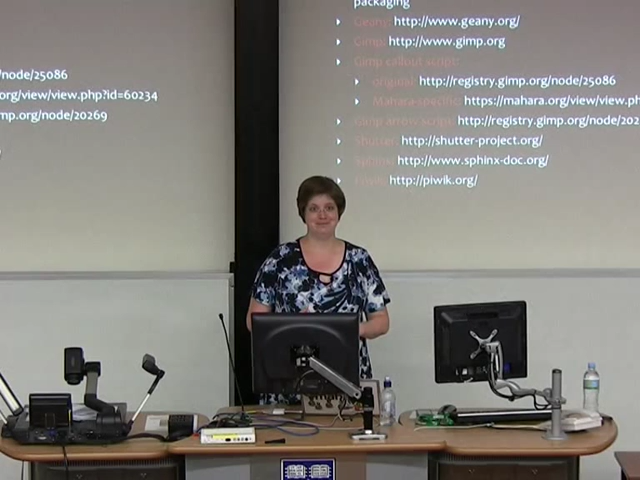 node/25086
org/view/view.php?id=60234
mp.org/node/20269
packaging
Geany: http://www.geany.org/
Gimp: http://www.gimp.org
Gimp callout script:
original: http://registry.gimp.org/node/25086
Mahara-specific: https://mahara.org/view/view.ph
Gimp arrow script: http://registry.gimp.org/node/202
Shutter: http://shutter-project.org/
Sphinx: http://www.sphinx-doc.org/
Piwik: http://piwik.org/